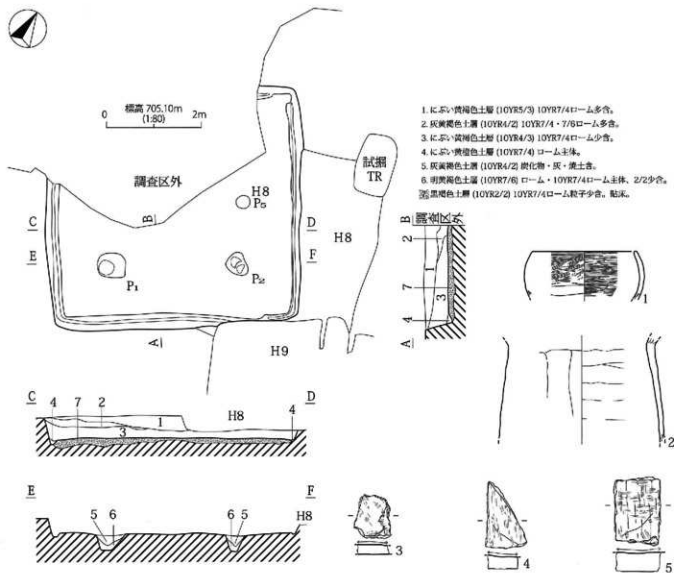 標高 705.10m
(1:80)
0 2m
調査区外
試掘
TR
H8
P5
H8
P1
P2
H9
A
B
C
D
E
F
1. にぶい黄褐色土層 (10YR5/3) 10YR7/4ローム多含。
2. 灰黄褐色土層 (10YR4/2) 10YR7/4・7/6ローム多含。
3. にぶい黄褐色土層 (10YR4/3) 10YR7/4ローム少含。
4. にぶい黄橙色土層 (10YR7/4) ローム主体。
5. 灰黄褐色土層 (10YR4/2) 炭化物・灰・焼土含。
6. 明黄褐色土層 (10YR7/6) ローム・10YR7/4ローム主体、2/2少含。
7. 黒褐色土層 (10YR2/2) 10YR7/4ローム粒子少含。貼床。
B
調査区外
2
1
7
3
4
A
1
2
C
D
4 7 2
1
3
H8
4
E
F
5 6
6 5
H8
3
4
5